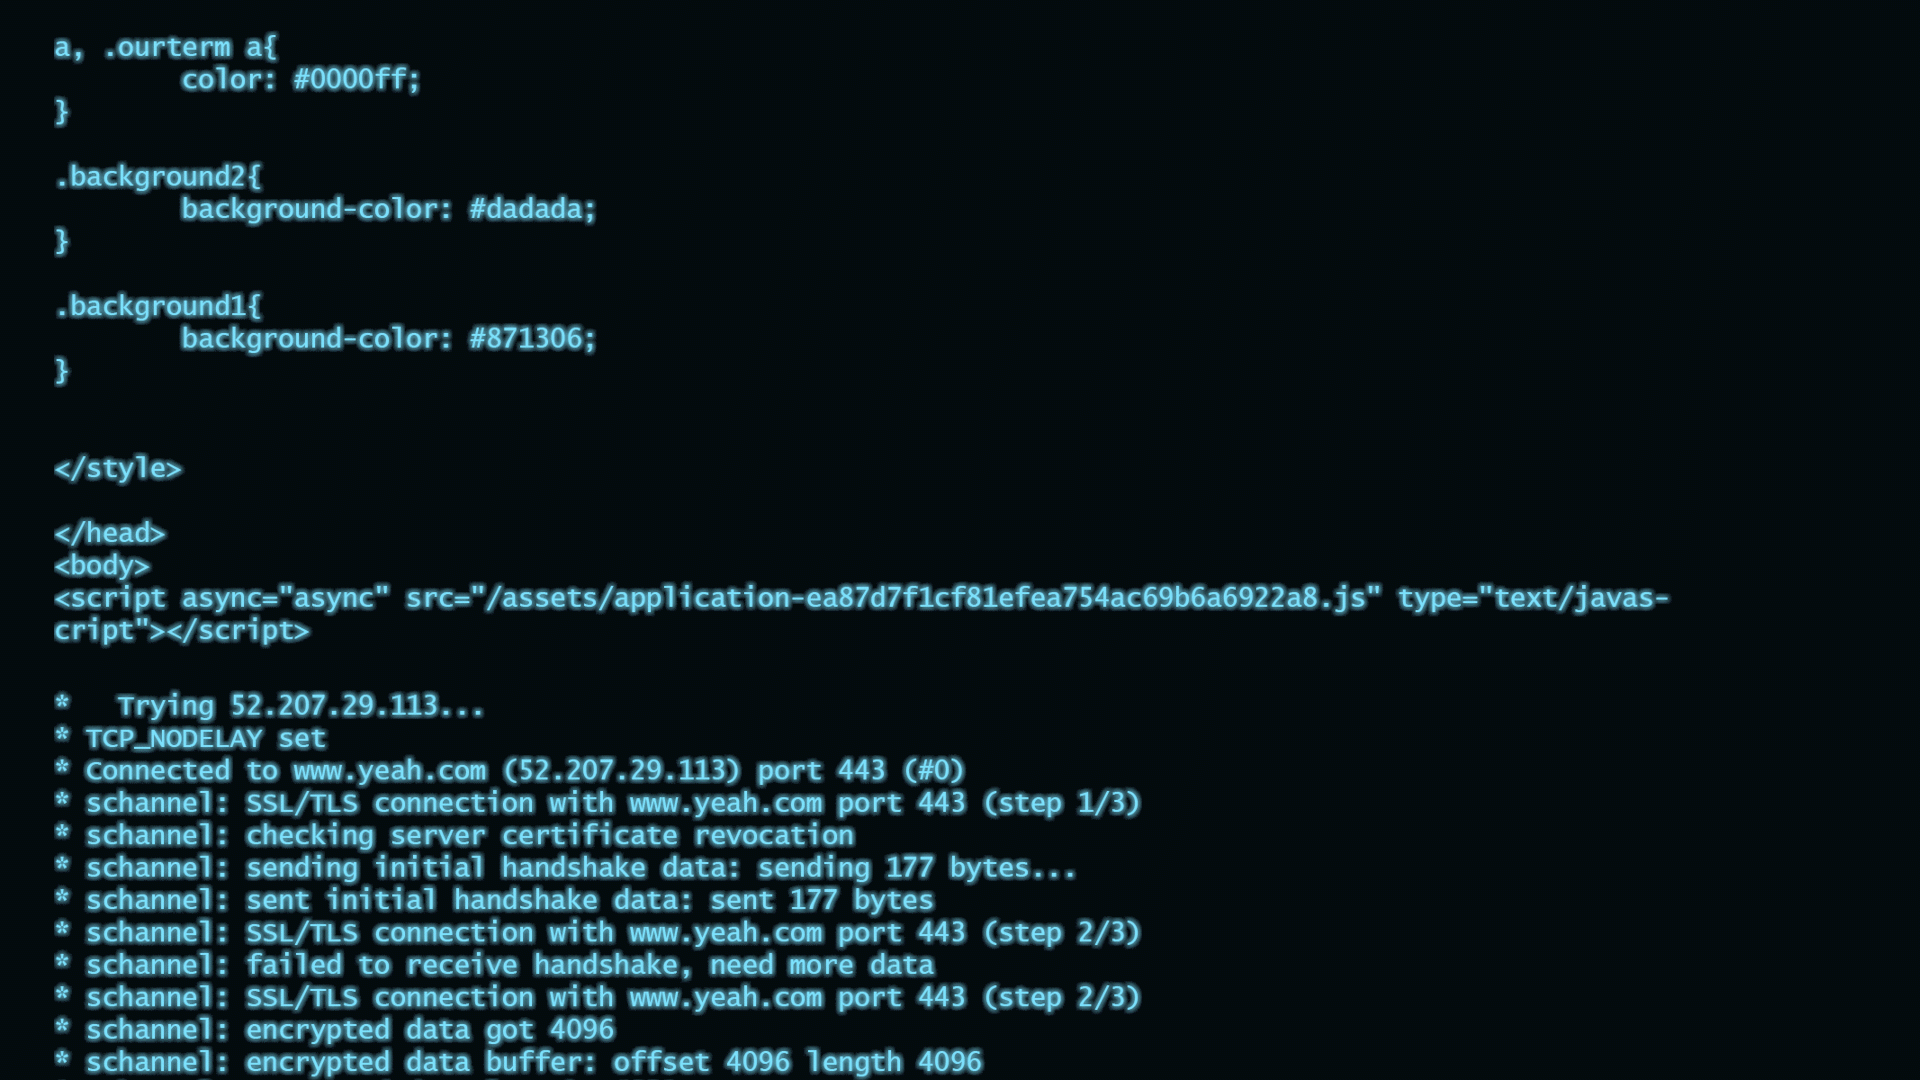 a, .ourterm a{
        color: #0000ff;
}
.background2{
        background-color: #dadada;
}
.background1{
        background-color: #871306;
}
</style>
</head>
<body>
<script async="async" src="/assets/application-ea87d7f1cf81efea754ac69b6a6922a8.js" type="text/javas-
cript"></script>
*   Trying 52.207.29.113...
* TCP_NODELAY set
* Connected to www.yeah.com (52.207.29.113) port 443 (#0)
* schannel: SSL/TLS connection with www.yeah.com port 443 (step 1/3)
* schannel: checking server certificate revocation
* schannel: sending initial handshake data: sending 177 bytes...
* schannel: sent initial handshake data: sent 177 bytes
* schannel: SSL/TLS connection with www.yeah.com port 443 (step 2/3)
* schannel: failed to receive handshake, need more data
* schannel: SSL/TLS connection with www.yeah.com port 443 (step 2/3)
* schannel: encrypted data got 4096
* schannel: encrypted data buffer: offset 4096 length 4096